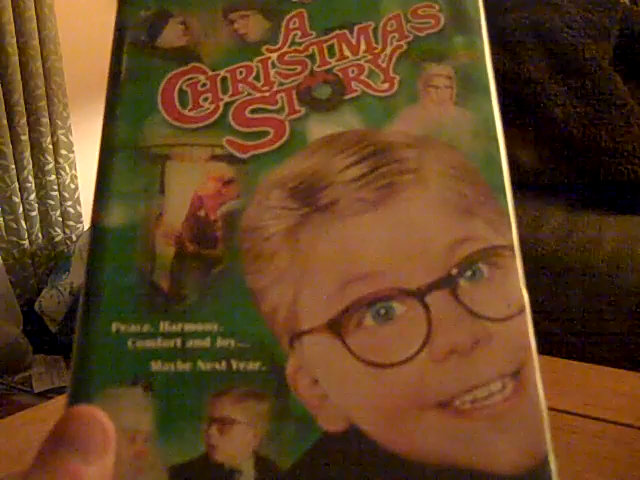 A
CHRISTMAS
STORY
Peace, Harmony,
Comfort and Joy...
Maybe Next Year.